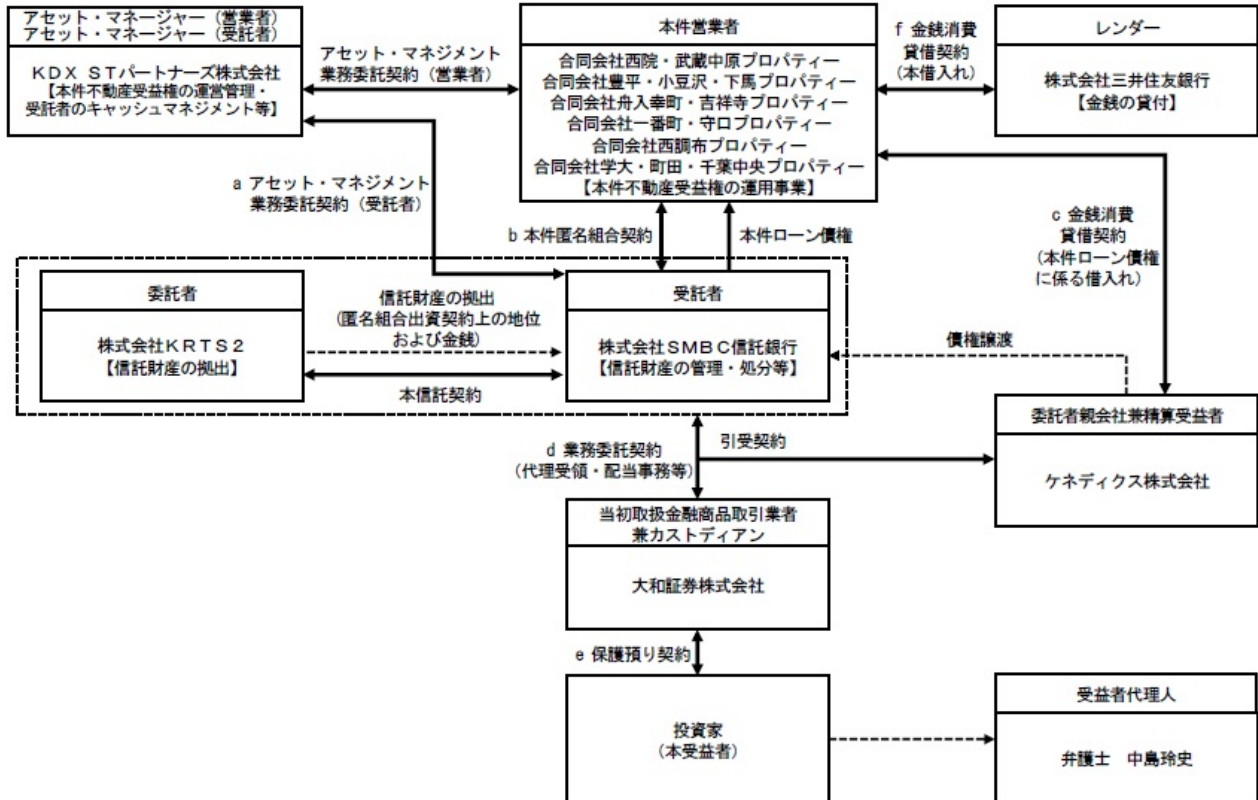 アセット・マネージャー（営業者）
アセット・マネージャー（受託者）
KDX STパートナーズ株式会社
【本件不動産受益権の運営管理・
受託者のキャッシュマネジメント等】
アセット・マネジメント
業務委託契約（営業者）
本件営業者
合同会社西院・武蔵中原プロパティー
合同会社豊平・小豆沢・下馬プロパティー
合同会社舟入幸町・吉祥寺プロパティー
合同会社一番町・守口プロパティー
合同会社西調布プロパティー
合同会社学大・町田・千葉中央プロパティー
【本件不動産受益権の運用事業】
f 金銭消費
貸借契約
（本借入れ）
レンダー
株式会社三井住友銀行
【金銭の貸付】
a アセット・マネジメント
業務委託契約（受託者）
b 本件匿名組合契約
本件ローン債権
c 金銭消費
貸借契約
（本件ローン債権
に係る借入れ）
委託者
株式会社KRTS2
【信託財産の拠出】
信託財産の拠出
（匿名組合出資契約上の地位
および金銭）
本信託契約
受託者
株式会社SMBC信託銀行
【信託財産の管理・処分等】
債権譲渡
委託者親会社兼精算受益者
ケネディクス株式会社
d 業務委託契約
（代理受領・配当事務等）
引受契約
当初取扱金融商品取引業者
兼カストディアン
大和証券株式会社
e 保護預り契約
投資家
（本受益者）
受益者代理人
弁護士　中島玲史